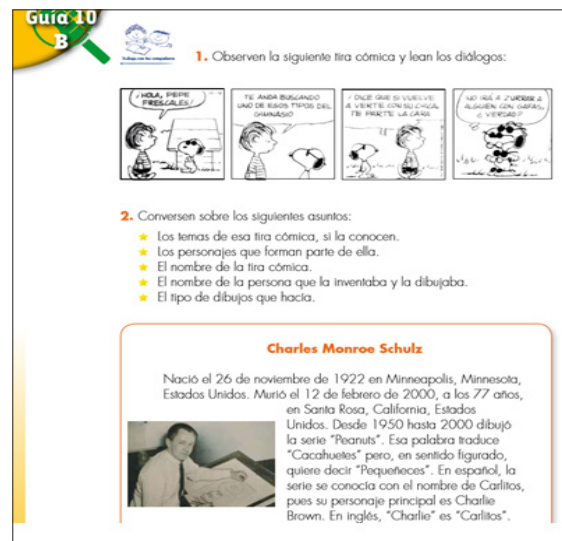 Guía 10
B
Trabajo con tus compañeros
1. Observen la siguiente tira cómica y lean los diálogos:
¡HOLA, PEPE
FRESCALES!
TE ANDA BUSCANDO
UNO DE ESOS TIPOS DEL
GIMNASIO
DICE QUE SI VUELVE
A VERTE CON SU CHICA,
TE PARTE LA CARA
NO IRÁ A ZURRAR A
ALGUIEN CON GAFAS,
¿VERDAD?
2. Conversen sobre los siguientes asuntos:
Los temas de esa tira cómica, si la conocen.
Los personajes que forman parte de ella.
El nombre de la tira cómica.
El nombre de la persona que la inventaba y la dibujaba.
El tipo de dibujos que hacía.
Charles Monroe Schulz
Nació el 26 de noviembre de 1922 en Minneapolis, Minnesota,
Estados Unidos. Murió el 12 de febrero de 2000, a los 77 años,
en Santa Rosa, California, Estados
Unidos. Desde 1950 hasta 2000 dibujó
la serie "Peanuts". Esa palabra traduce
"Cacahuetes" pero, en sentido figurado,
quiere decir "Pequeñeces". En español, la
serie se conocía con el nombre de Carlitos,
pues su personaje principal es Charlie
Brown. En inglés, "Charlie" es "Carlitos".